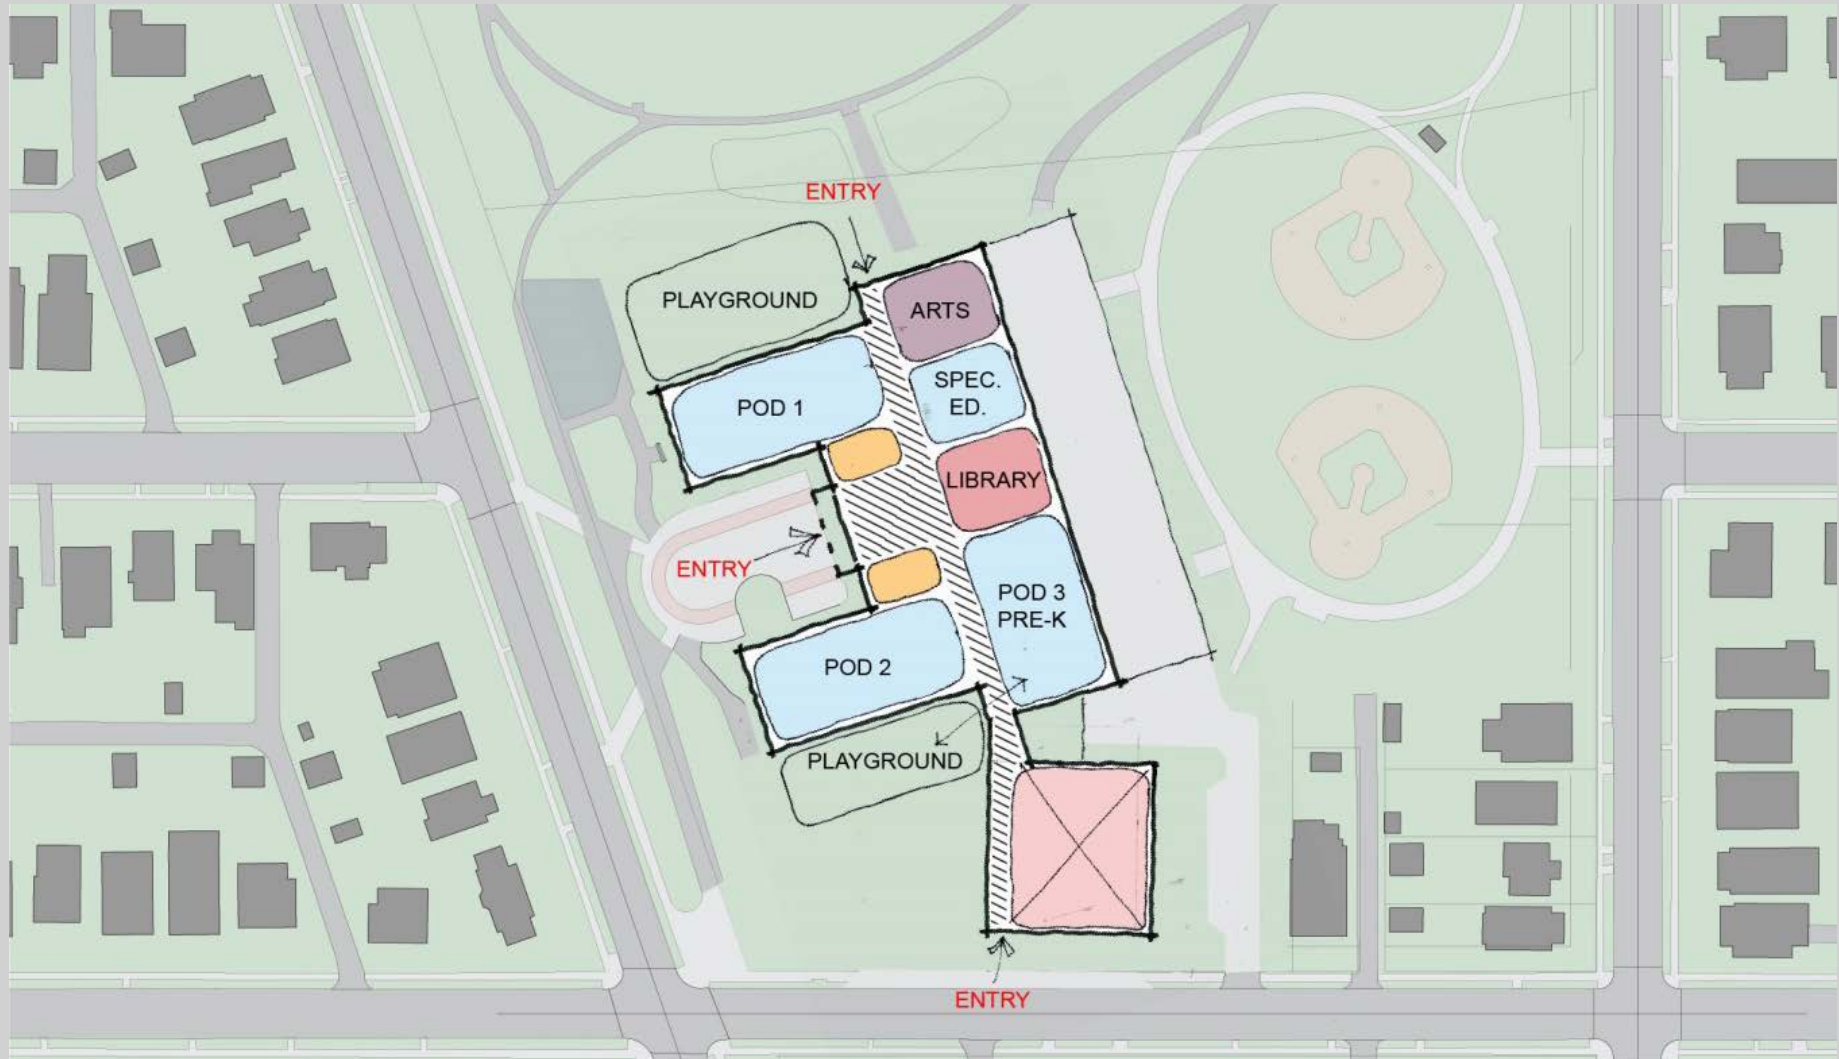 ENTRY
PLAYGROUND
ARTS
SPEC.
ED.
POD 1
LIBRARY
ENTRY
POD 3
PRE-K
POD 2
PLAYGROUND
ENTRY